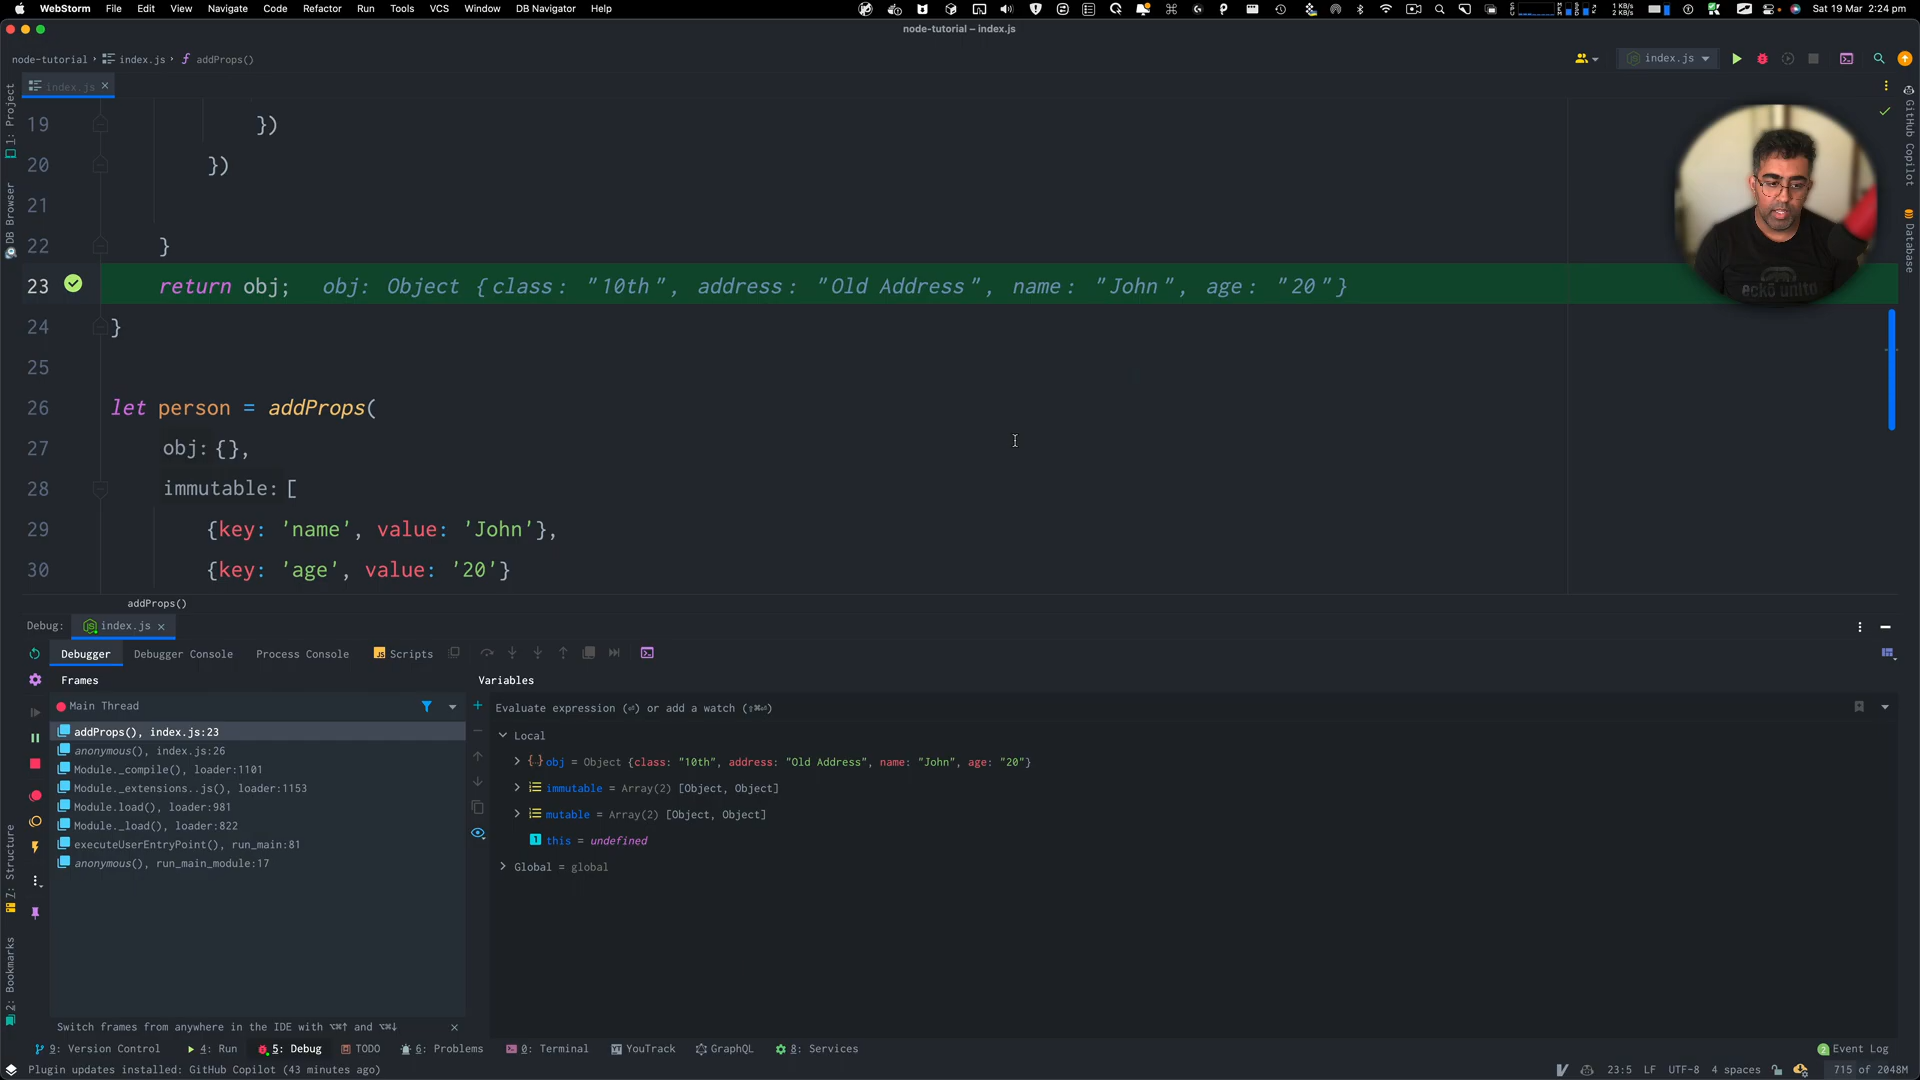 WebStorm File Edit View Navigate Code Refactor Run Tools VCS Window DB Navigator Help 1 KB/s 2 KB/s Sat 19 Mar 2:24 pm
node-tutorial – index.js
node-tutorial index.js addProps() index.js
index.js
1: Project
DB Browser
GitHub Copilot
Database
19 })
20 })
21
22 }
23 return obj; obj: Object {class: "10th", address: "Old Address", name: "John", age: "20"}
24 }
25
26 let person = addProps(
27 obj: {},
28 immutable: [
29 {key: 'name', value: 'John'},
30 {key: 'age', value: '20'}
addProps()
ecko unltd
Debug: index.js
Debugger Debugger Console Process Console Scripts
Frames
Variables
Main Thread
Evaluate expression (⏎) or add a watch (⇧⌘⏎)
addProps(), index.js:23
anonymous(), index.js:26
Module._compile(), loader:1101
Module._extensions..js(), loader:1153
Module.load(), loader:981
Module._load(), loader:822
executeUserEntryPoint(), run_main:81
anonymous(), run_main_module:17
Local
obj = Object {class: "10th", address: "Old Address", name: "John", age: "20"}
immutable = Array(2) [Object, Object]
mutable = Array(2) [Object, Object]
this = undefined
Global = global
7: Structure
2: Bookmarks
Switch frames from anywhere in the IDE with ⌥⌘↑ and ⌥⌘↓
9: Version Control 4: Run 5: Debug TODO 6: Problems 0: Terminal YouTrack GraphQL 8: Services 2 Event Log
Plugin updates installed: GitHub Copilot (43 minutes ago) 23:5 LF UTF-8 4 spaces 715 of 2048M